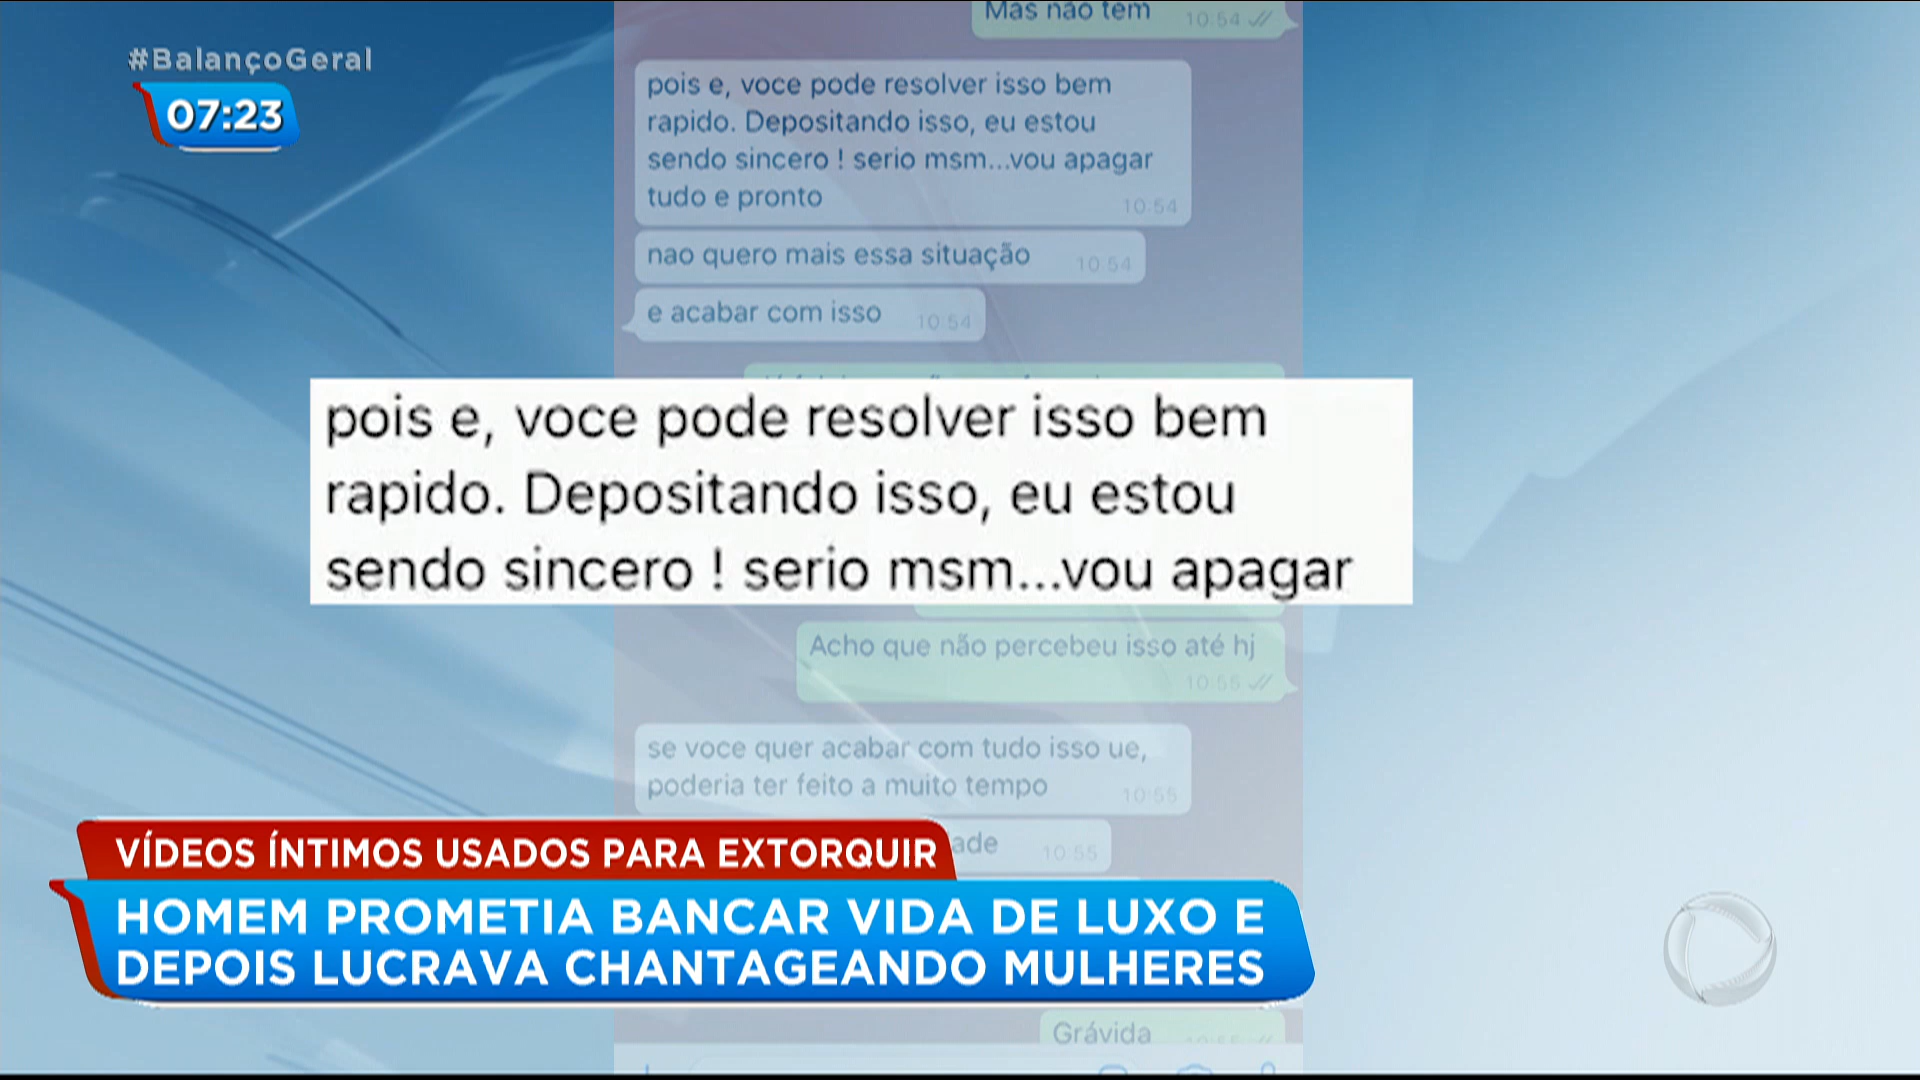 #BalançoGeral
07:23
Mas não tem 10:54
pois e, voce pode resolver isso bem
rapido. Depositando isso, eu estou
sendo sincero ! serio msm...vou apagar
tudo e pronto 10:54
nao quero mais essa situação 10:54
e acabar com isso 10:54
pois e, voce pode resolver isso bem
rapido. Depositando isso, eu estou
sendo sincero ! serio msm...vou apagar
Acho que não percebeu isso até hj
10:55
se voce quer acabar com tudo isso ue,
poderia ter feito a muito tempo 10:55
10:55
VÍDEOS ÍNTIMOS USADOS PARA EXTORQUIR
HOMEM PROMETIA BANCAR VIDA DE LUXO E
DEPOIS LUCRAVA CHANTAGEANDO MULHERES
Grávida